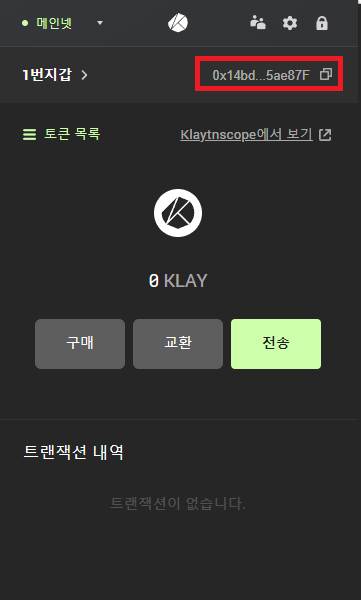 메인넷
1번지갑
0x14bd...5ae87F
토큰 목록
Klaytnscope에서 보기
0 KLAY
구매
교환
전송
트랜잭션 내역
트랜잭션이 없습니다.